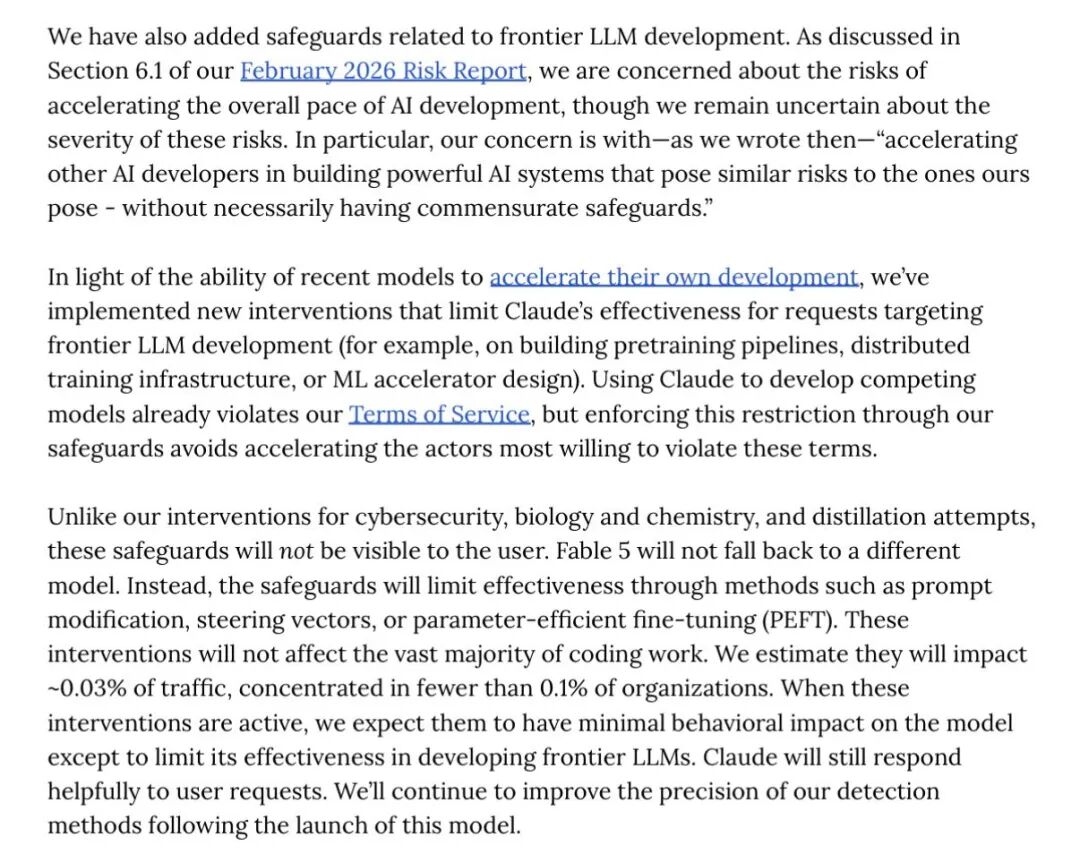 We have also added safeguards related to frontier LLM development. As discussed in
Section 6.1 of our February 2026 Risk Report, we are concerned about the risks of
accelerating the overall pace of AI development, though we remain uncertain about the
severity of these risks. In particular, our concern is with—as we wrote then—“accelerating
other AI developers in building powerful AI systems that pose similar risks to the ones ours
pose - without necessarily having commensurate safeguards.”
In light of the ability of recent models to accelerate their own development, we’ve
implemented new interventions that limit Claude’s effectiveness for requests targeting
frontier LLM development (for example, on building pretraining pipelines, distributed
training infrastructure, or ML accelerator design). Using Claude to develop competing
models already violates our Terms of Service, but enforcing this restriction through our
safeguards avoids accelerating the actors most willing to violate these terms.
Unlike our interventions for cybersecurity, biology and chemistry, and distillation attempts,
these safeguards will not be visible to the user. Fable 5 will not fall back to a different
model. Instead, the safeguards will limit effectiveness through methods such as prompt
modification, steering vectors, or parameter-efficient fine-tuning (PEFT). These
interventions will not affect the vast majority of coding work. We estimate they will impact
~0.03% of traffic, concentrated in fewer than 0.1% of organizations. When these
interventions are active, we expect them to have minimal behavioral impact on the model
except to limit its effectiveness in developing frontier LLMs. Claude will still respond
helpfully to user requests. We’ll continue to improve the precision of our detection
methods following the launch of this model.